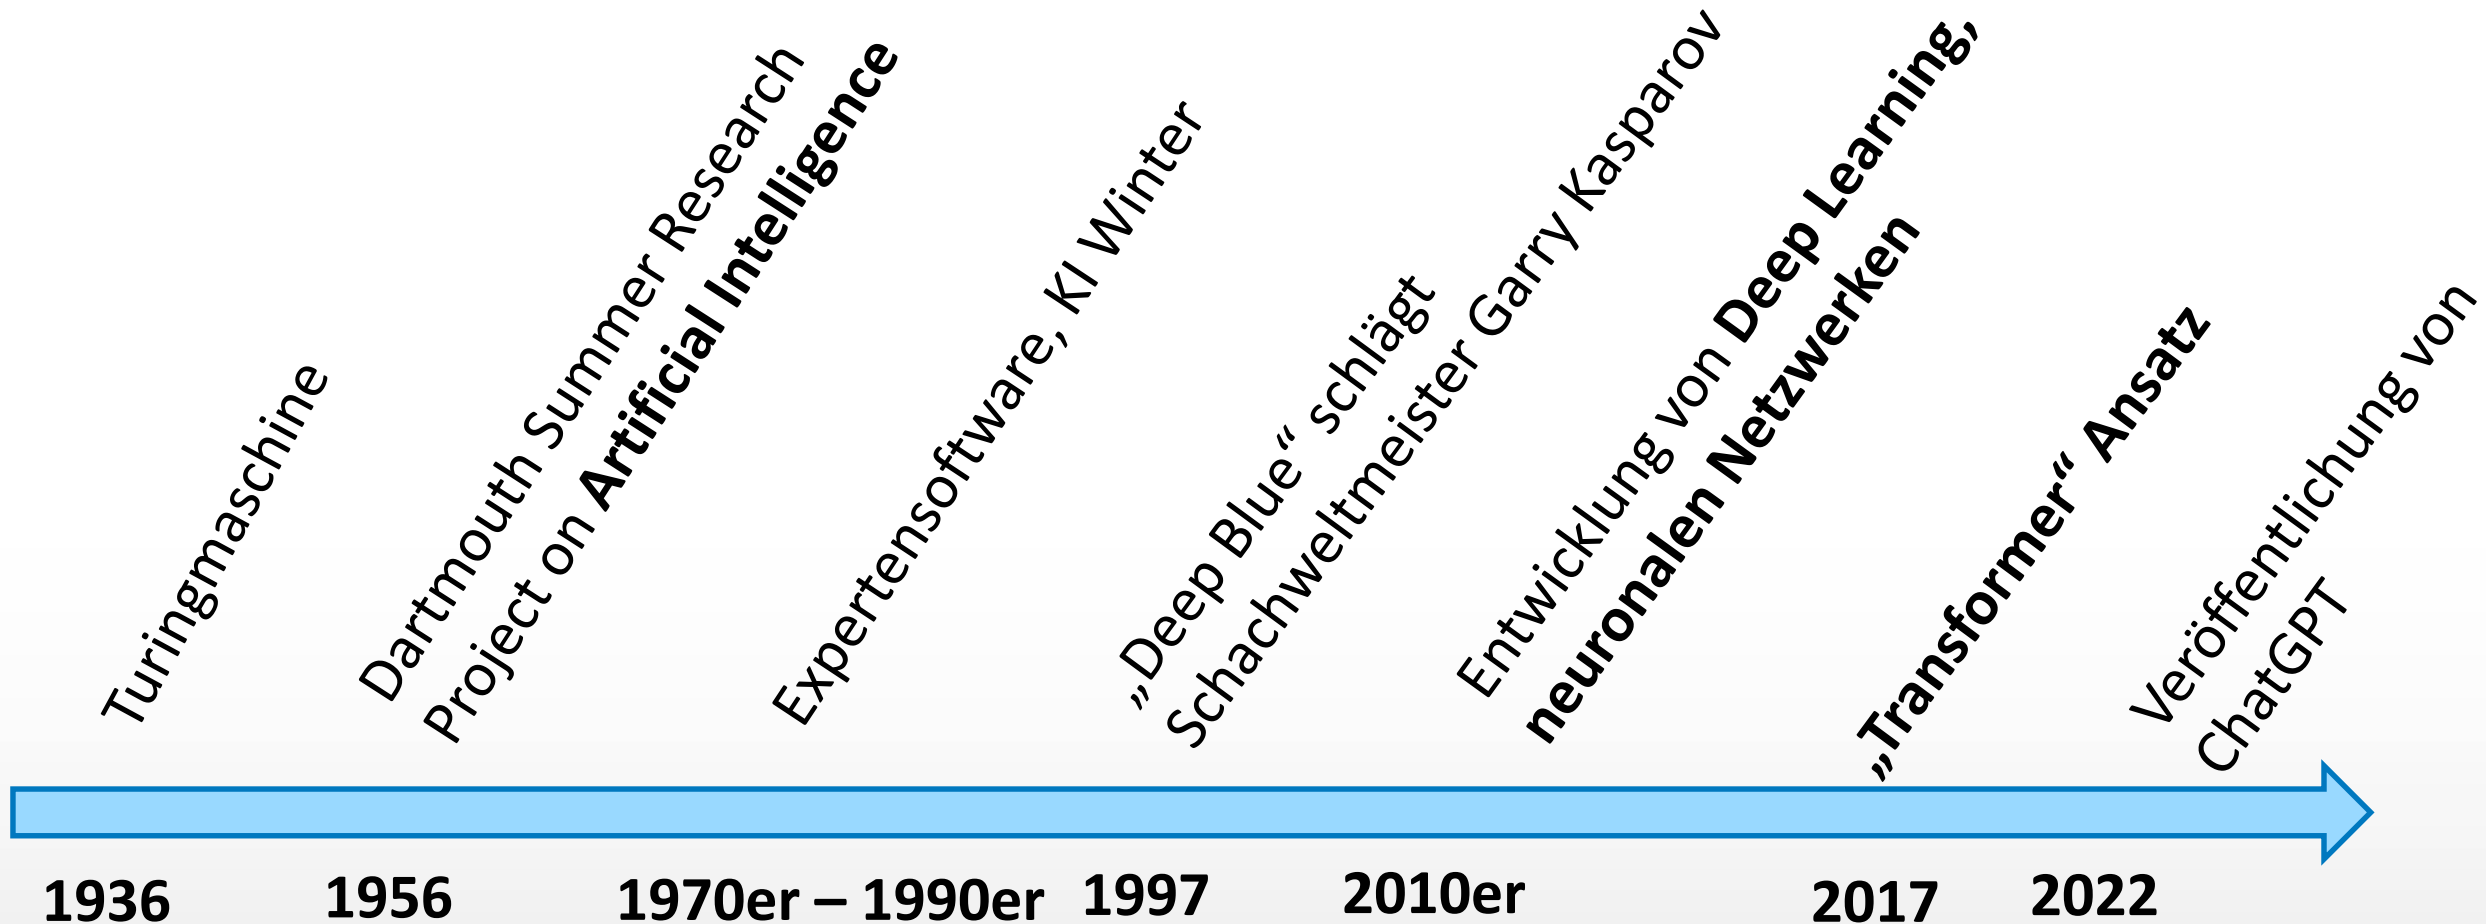 Turingmaschine
Dartmouth Summer Research
Project on Artificial Intelligence
Expertensoftware, KI Winter
„Deep Blue“ schlägt
Schachweltmeister Garry Kasparov
Entwicklung von Deep Learning,
neuronalen Netzwerken
„Transformer“ Ansatz
Veröffentlichung von
ChatGPT
1936
1956
1970er – 1990er
1997
2010er
2017
2022